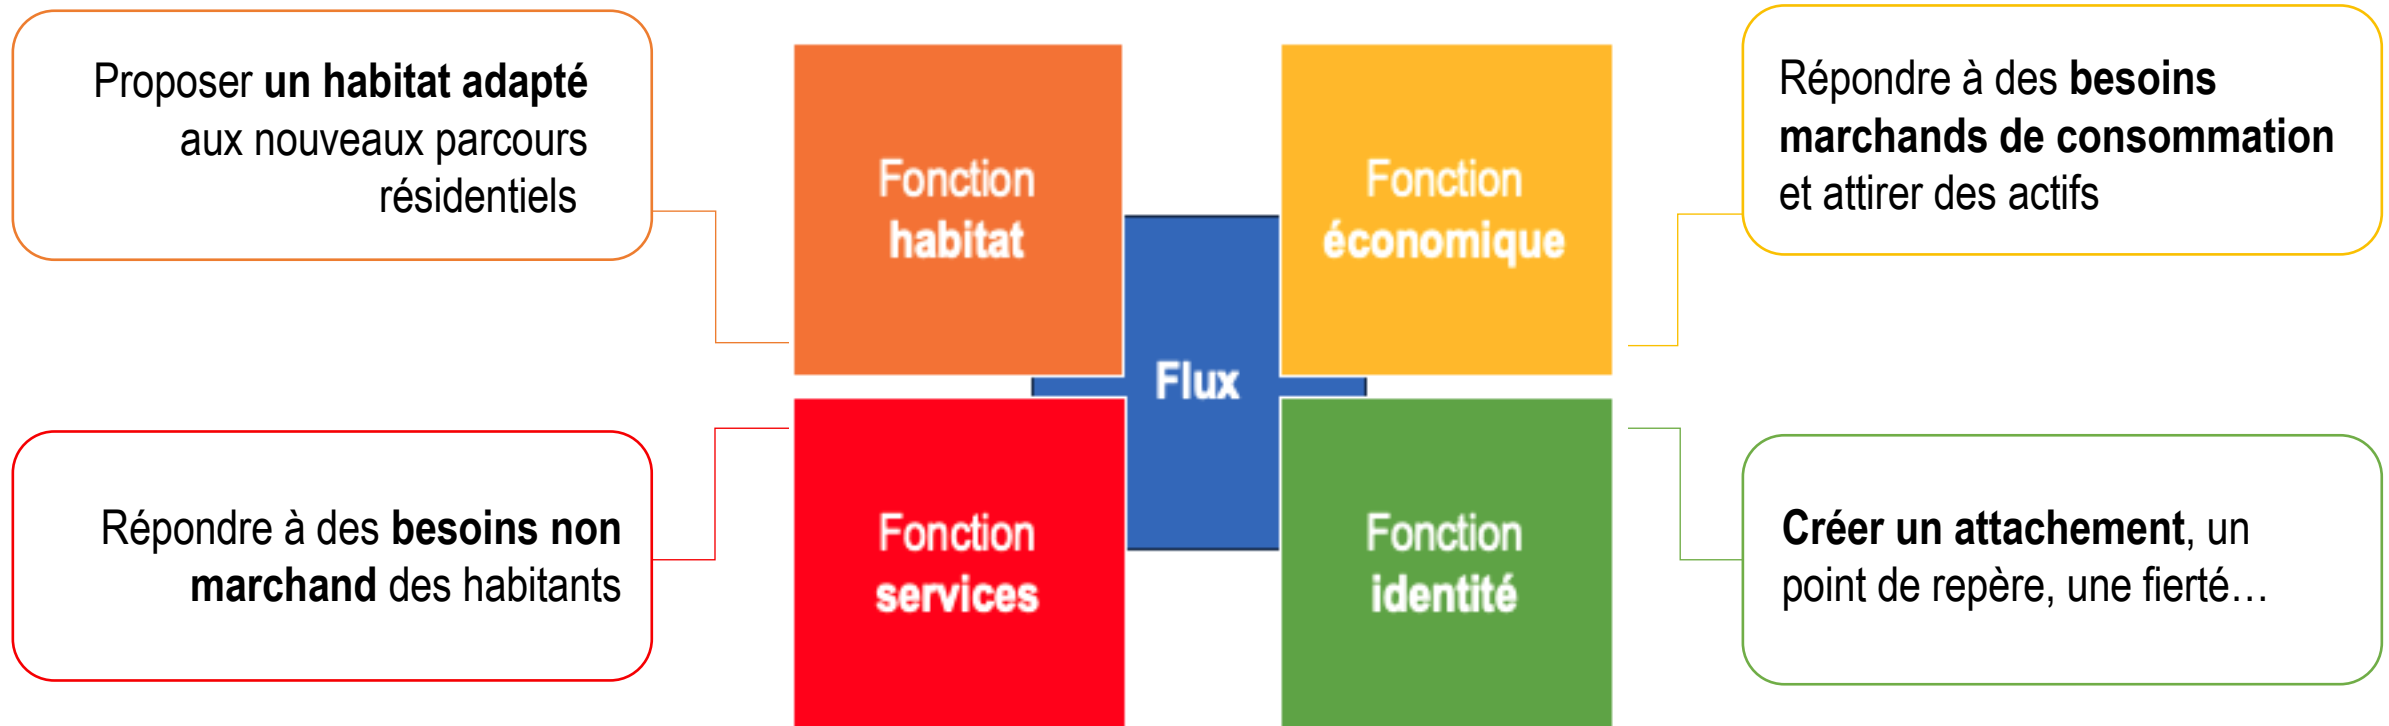 Proposer un habitat adapté
aux nouveaux parcours
résidentiels
Fonction
habitat
Fonction
économique
Répondre à des besoins
marchands de consommation
et attirer des actifs
Flux
Répondre à des besoins non
marchand des habitants
Fonction
services
Fonction
identité
Créer un attachement, un
point de repère, une fierté…